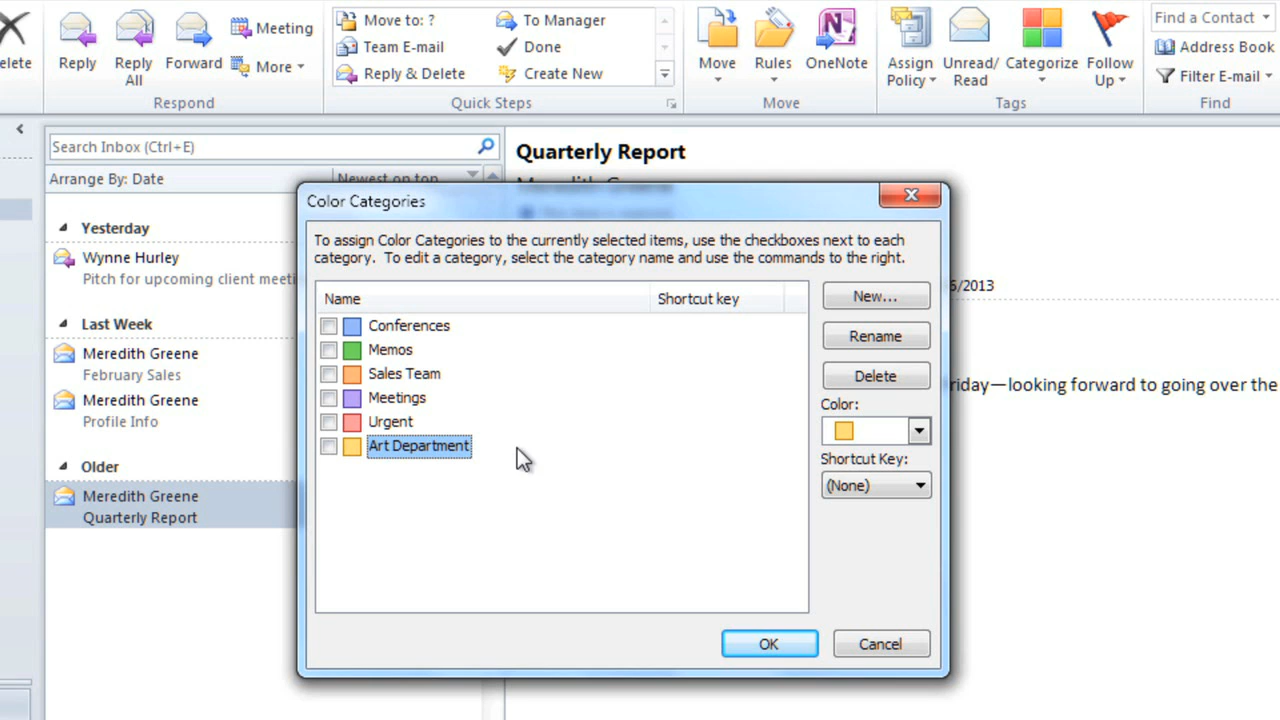 elete
Reply
Reply All
Forward
Meeting
More
Respond
Move to: ?
Team E-mail
Reply & Delete
To Manager
Done
Create New
Quick Steps
Move
Rules
OneNote
Move
Assign Policy
Unread/ Read
Categorize
Follow Up
Tags
Find a Contact
Address Book
Filter E-mail
Find
Search Inbox (Ctrl+E)
Arrange By: Date
Newest on top
Yesterday
Wynne Hurley
Pitch for upcoming client meeti
Last Week
Meredith Greene
February Sales
Meredith Greene
Profile Info
Older
Meredith Greene
Quarterly Report
Quarterly Report
Meredith Greene
6/2013
riday—looking forward to going over the
Color Categories
To assign Color Categories to the currently selected items, use the checkboxes next to each
category. To edit a category, select the category name and use the commands to the right.
Name
Shortcut key
Conferences
Memos
Sales Team
Meetings
Urgent
Art Department
New...
Rename
Delete
Color:
Shortcut Key:
(None)
OK
Cancel